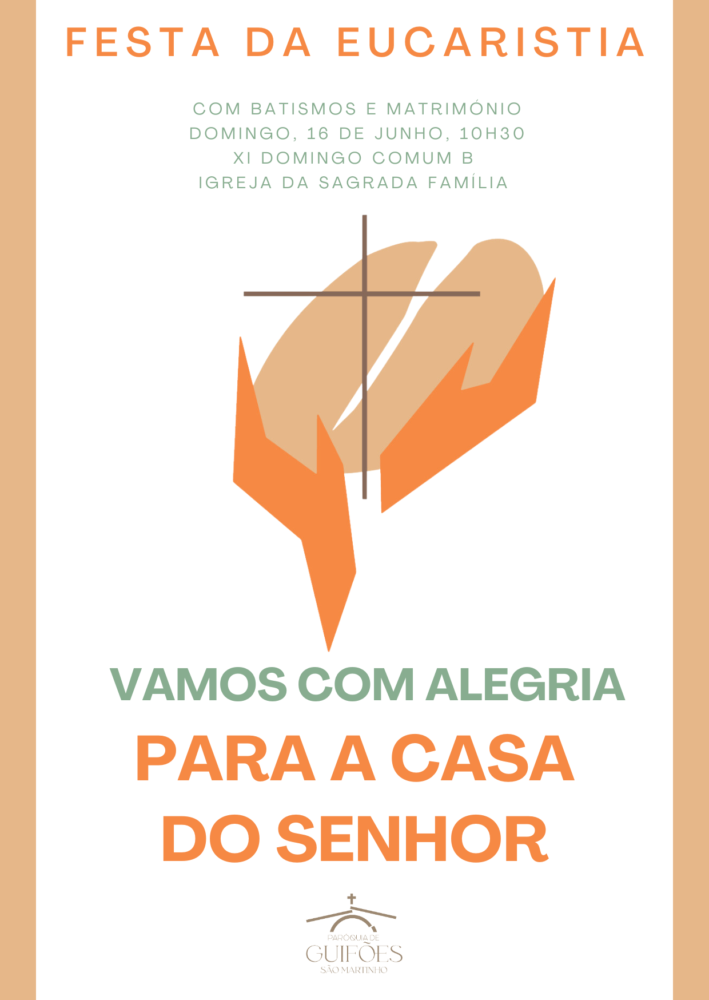 FESTA DA EUCARISTIA
COM BATISMOS E MATRIMÓNIO
DOMINGO, 16 DE JUNHO, 10H30
XI DOMINGO COMUM B
IGREJA DA SAGRADA FAMÍLIA
VAMOS COM ALEGRIA
PARA A CASA
DO SENHOR
PARÓQUIA DE
GUIFÕES
SÃO MARTINHO